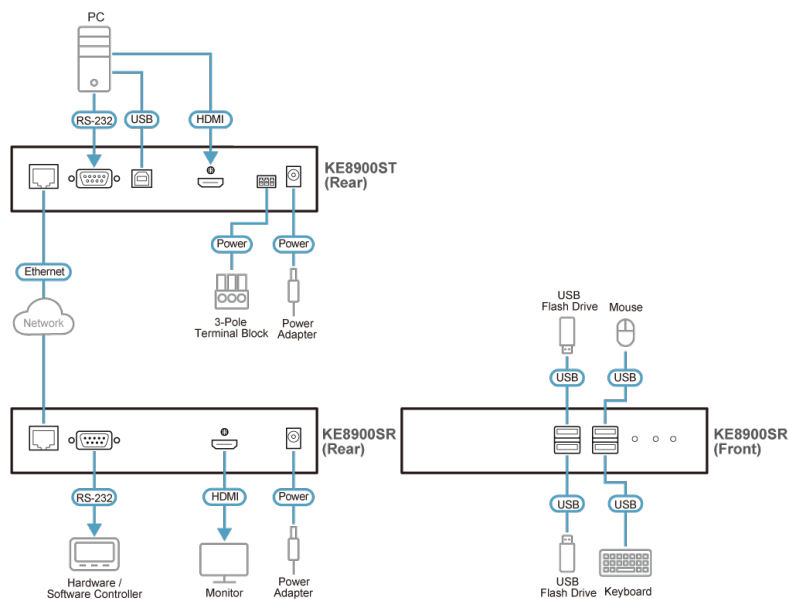 PC
RS-232
USB
HDMI
KE8900ST
(Rear)
Power
Power
3-Pole
Terminal Block
Power
Adapter
Ethernet
Network
USB
Flash Drive
Mouse
USB
USB
KE8900SR
(Rear)
KE8900SR
(Front)
RS-232
HDMI
Power
USB
USB
Hardware /
Software Controller
Monitor
Power
Adapter
USB
Flash Drive
Keyboard